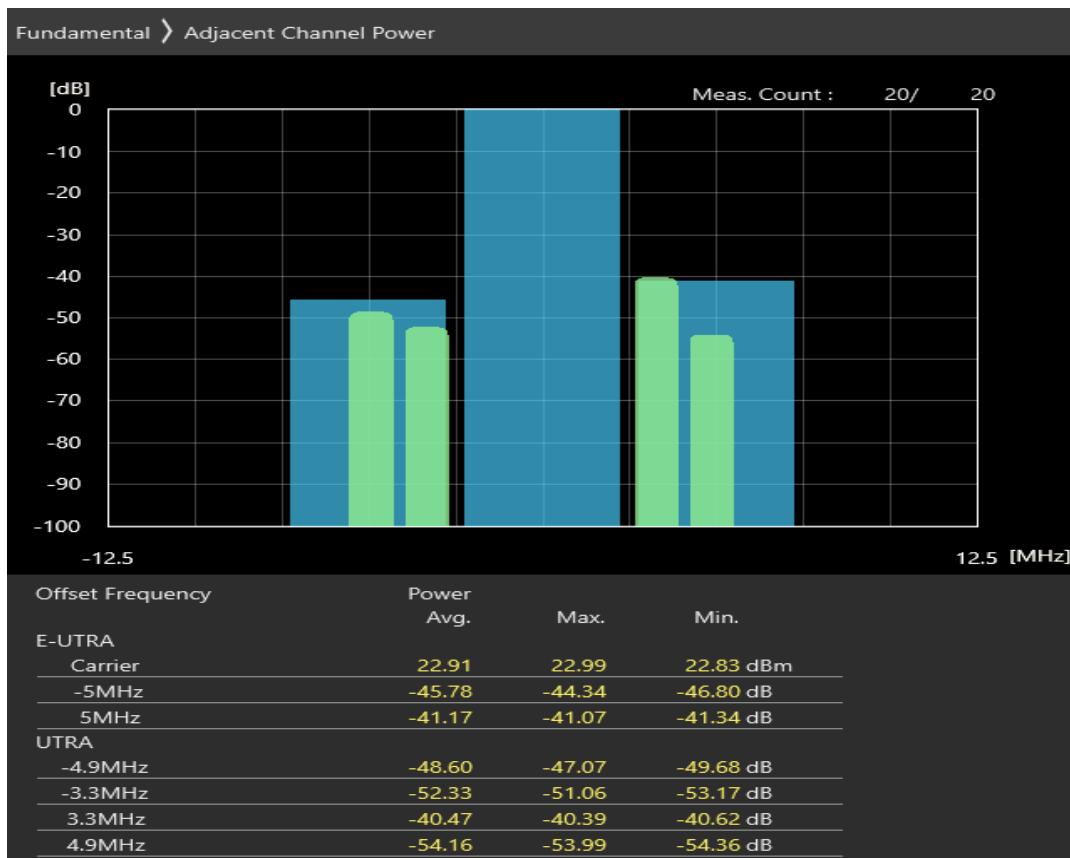 Fundamental 〉 Adjacent Channel Power
[dB]
Meas. Count : 20/ 20
0
-10
-20
-30
-40
-50
-60
-70
-80
-90
-100
-12.5 12.5 [MHz]
Offset Frequency Power
Avg. Max. Min.
E-UTRA
Carrier 22.91 22.99 22.83 dBm
-5MHz -45.78 -44.34 -46.80 dB
5MHz -41.17 -41.07 -41.34 dB
UTRA
-4.9MHz -48.60 -47.07 -49.68 dB
-3.3MHz -52.33 -51.06 -53.17 dB
3.3MHz -40.47 -40.39 -40.62 dB
4.9MHz -54.16 -53.99 -54.36 dB